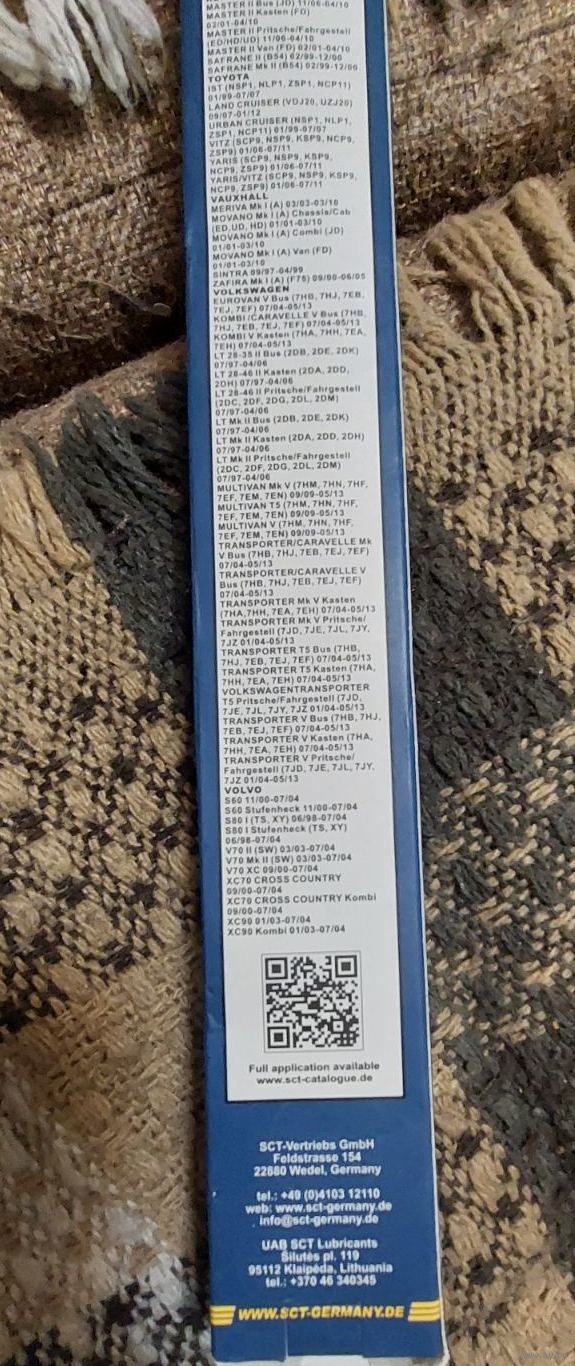 MASTER II Bus (JD) 11/06-04/10
MASTER II Kasten (FD)
02/01-04/10
MASTER II Pritsche/Fahrgestell
(ED/HD/UD) 11/06-04/10
MASTER II Van (FD) 02/01-04/10
SAFRANE II (B54) 02/99-12/00
SAFRANE Mk II (B54) 02/99-12/00
TOYOTA
IST (NSP1, NLP1, ZSP1, NCP11)
01/99-07/07
LAND CRUISER (VDJ20, UZJ20)
09/07-01/12
URBAN CRUISER (NSP1, NLP1,
ZSP1, NCP11) 01/99-07/07
VITZ (SCP9, NSP9, KSP9, NCP9,
ZSP9) 01/06-07/11
YARIS (SCP9, NSP9, KSP9,
NCP9, ZSP9) 01/06-07/11
YARIS/VITZ (SCP9, NSP9, KSP9,
NCP9, ZSP9) 01/06-07/11
VAUXHALL
MERIVA Mk I (A) 03/03-03/10
MOVANO Mk I (A) Chassis/Cab
(ED,UD, HD) 01/01-03/10
MOVANO Mk I (A) Combi (JD)
01/01-03/10
MOVANO Mk I (A) Van (FD)
01/01-03/10
SINTRA 09/97-04/99
ZAFIRA Mk I (A) (F75) 09/00-06/05
VOLKSWAGEN
EUROVAN V Bus (7HB, 7HJ, 7EB,
7EJ, 7EF) 07/04-05/13
KOMBI/CARAVELLE V Bus (7HB,
7HJ, 7EB, 7EJ, 7EF) 07/04-05/13
KOMBI V Kasten (7HA, 7HH, 7EA,
7EH) 07/04-05/13
LT 28-35 II Bus (2DB, 2DE, 2DK)
07/97-04/06
LT 28-46 II Kasten (2DA, 2DD,
2DH) 07/97-04/06
LT 28-46 II Pritsche/Fahrgestell
(2DC, 2DF, 2DG, 2DL, 2DM)
07/97-04/06
LT Mk II Bus (2DB, 2DE, 2DK)
07/97-04/06
LT Mk II Kasten (2DA, 2DD, 2DH)
07/97-04/06
LT Mk II Pritsche/Fahrgestell
(2DC, 2DF, 2DG, 2DL, 2DM)
07/97-04/06
MULTIVAN Mk V (7HM, 7HN, 7HF,
7EF, 7EM, 7EN) 09/09-05/13
MULTIVAN T5 (7HM, 7HN, 7HF,
7EF, 7EM, 7EN) 09/09-05/13
MULTIVAN V (7HM, 7HN, 7HF,
7EF, 7EM, 7EN) 09/09-05/13
TRANSPORTER/CARAVELLE Mk
V Bus (7HB, 7HJ, 7EB, 7EJ, 7EF)
07/04-05/13
TRANSPORTER/CARAVELLE V
Bus (7HB, 7HJ, 7EB, 7EJ, 7EF)
07/04-05/13
TRANSPORTER Mk V Kasten
(7HA,7HH, 7EA, 7EH) 07/04-05/13
TRANSPORTER Mk V Pritsche/
Fahrgestell (7JD, 7JE, 7JL, 7JY,
7JZ 01/04-05/13
TRANSPORTER T5 Bus (7HB,
7HJ, 7EB, 7EJ, 7EF) 07/04-05/13
TRANSPORTER T5 Kasten (7HA,
7HH, 7EA, 7EH) 07/04-05/13
VOLKSWAGENTRANSPORTER
T5 Pritsche/Fahrgestell (7JD,
7JE, 7JL, 7JY, 7JZ 01/04-05/13
TRANSPORTER V Bus (7HB, 7HJ,
7EB, 7EJ, 7EF) 07/04-05/13
TRANSPORTER V Kasten (7HA,
7HH, 7EA, 7EH) 07/04-05/13
TRANSPORTER V Pritsche/
Fahrgestell (7JD, 7JE, 7JL, 7JY,
7JZ 01/04-05/13
VOLVO
S60 11/00-07/04
S60 Stufenheck 11/00-07/04
S80 I (TS, XY) 06/98-07/04
S80 I Stufenheck (TS, XY)
06/98-07/04
V70 II (SW) 03/03-07/04
V70 Mk II (SW) 03/03-07/04
V70 XC 09/00-07/04
XC70 CROSS COUNTRY
09/00-07/04
XC70 CROSS COUNTRY Kombi
09/00-07/04
XC90 01/03-07/04
XC90 Kombi 01/03-07/04
Full application available
www.sct-catalogue.de
SCT-Vertriebs GmbH
Feldstrasse 154
22880 Wedel, Germany
tel.: +49 (0)4103 12110
web: www.sct-germany.de
info@sct-germany.de
UAB SCT Lubricants
Šilutės pl. 119
95112 Klaipėda, Lithuania
tel.: +370 46 340345
WWW.SCT-GERMANY.DE